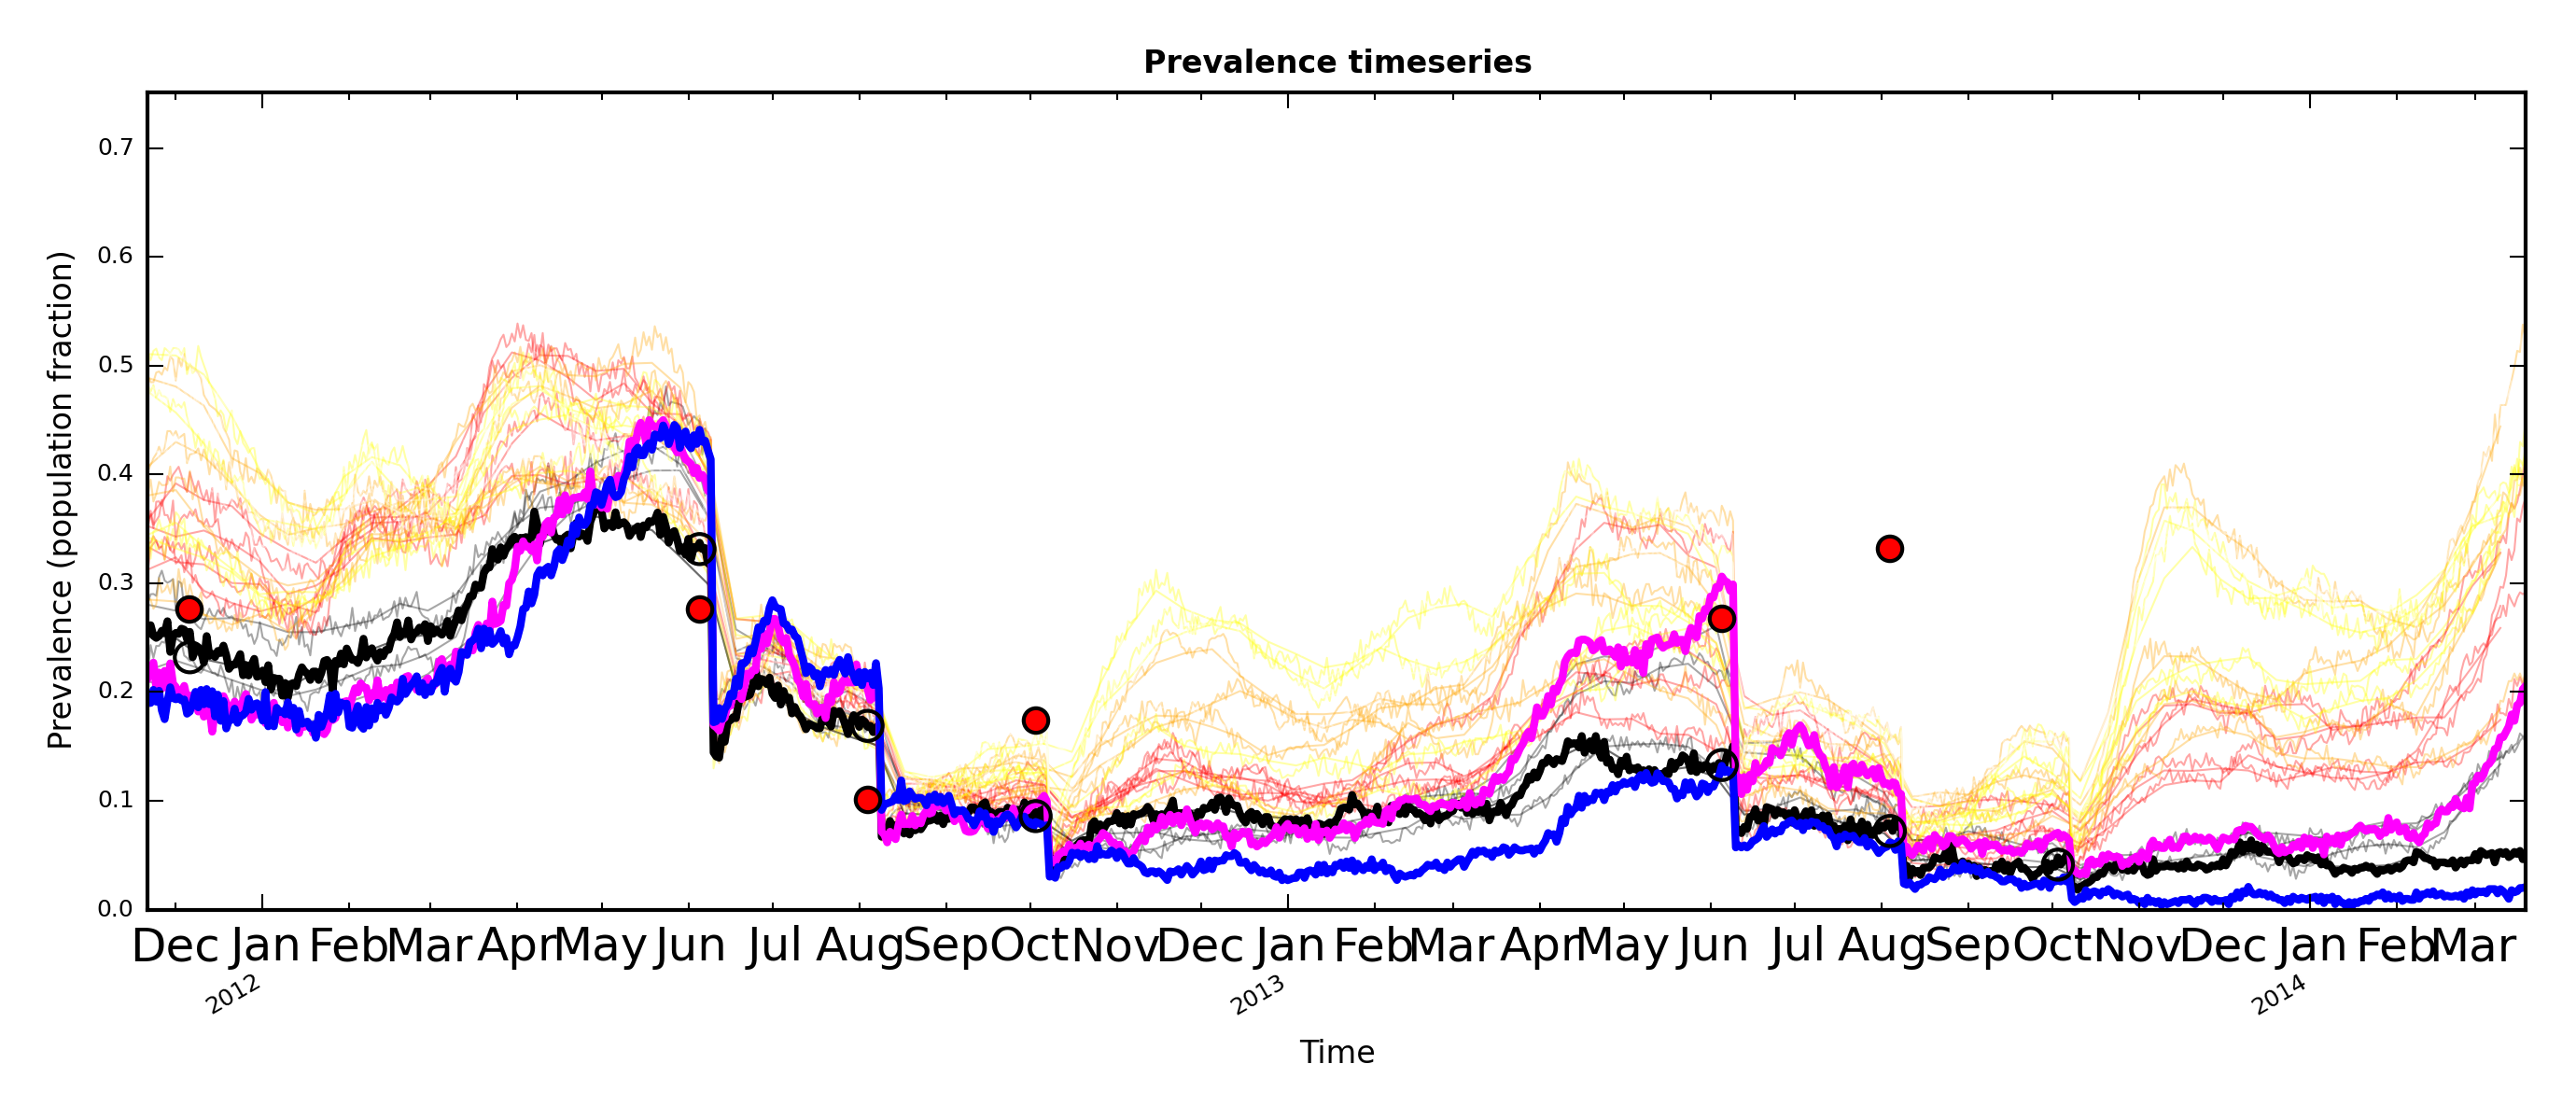 Prevalence timeseries
Prevalence (population fraction)
0.7
0.6
0.5
0.4
0.3
0.2
0.1
0.0
Dec Jan Feb Mar Apr May Jun Jul Aug Sep Oct Nov Dec Jan Feb Mar Apr May Jun Jul Aug Sep Oct Nov Dec Jan Feb Mar
2012 2013 2014
Time